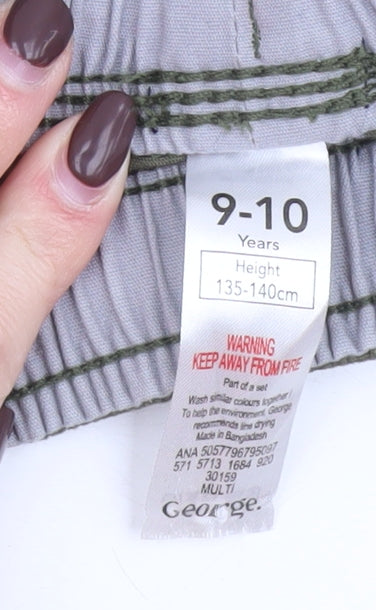 9-10
Years
Height
135-140cm
WARNING
KEEP AWAY FROM FIRE
Part of a set
Wash similar colours together /
To help the environment, George
recommends line drying
Made in Bangladesh
ANA 5057796795097
571 5713 1684 920
30159
MULTI
George.